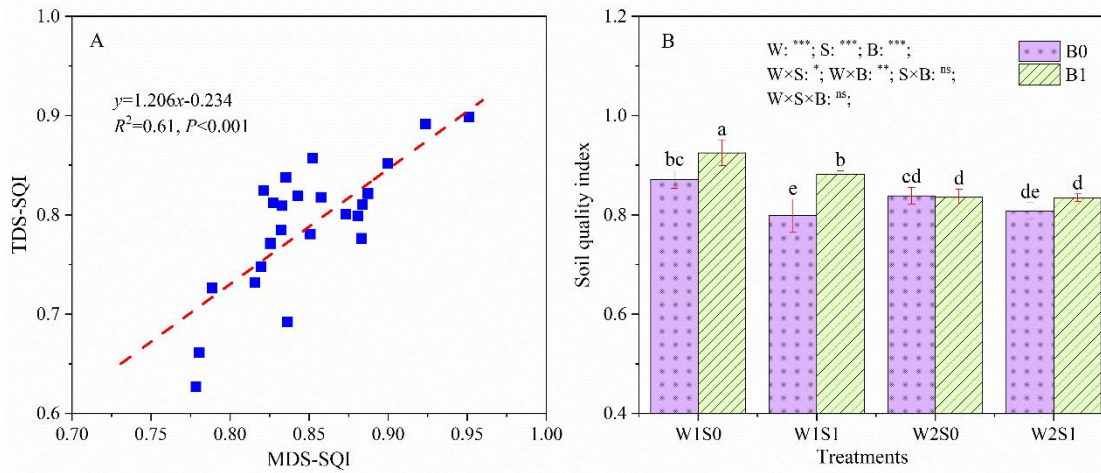 A
y=1.206x-0.234
R²=0.61, P<0.001
TDS-SQI
1.0
0.9
0.8
0.7
0.6
0.70
0.75
0.80
0.85
0.90
0.95
1.00
MDS-SQI
B
W: ***; S: ***; B: ***;
W×S: *; W×B: **; S×B: ns;
W×S×B: ns;
B0
B1
Soil quality index
1.2
1.0
0.8
0.6
0.4
bc
a
e
b
cd
d
de
d
W1S0
W1S1
W2S0
W2S1
Treatments